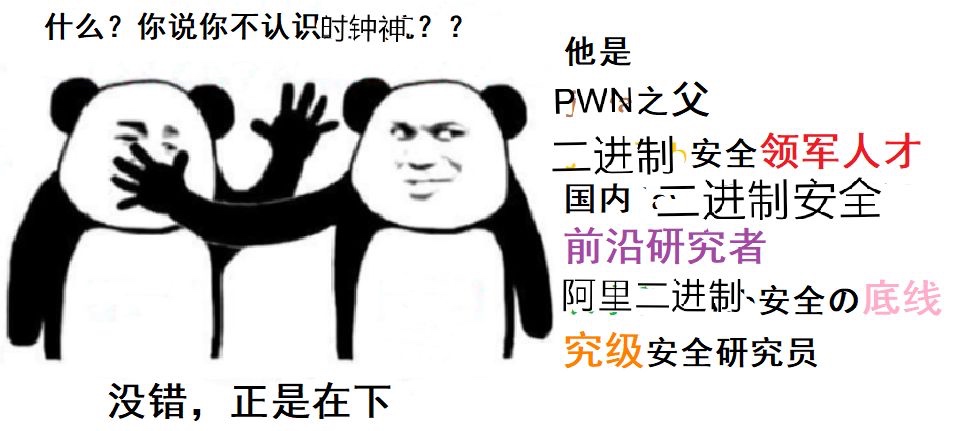 什么？你说你不认识时钟神？？
他是
PWN之父
二进制安全领军人才
国内二进制安全
前沿研究者
阿里二进制、安全の底线
究级安全研究员
没错，正是在下